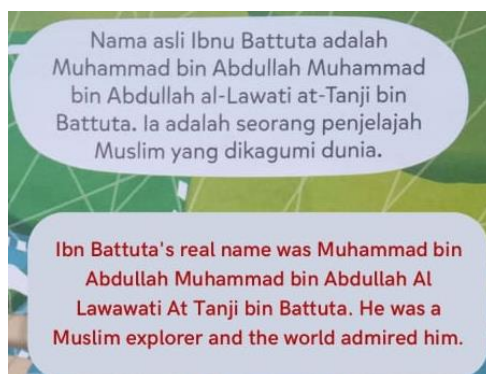 Nama asli Ibnu Battuta adalah
Muhammad bin Abdullah Muhammad
bin Abdullah al-Lawati at-Tanji bin
Battuta. Ia adalah seorang penjelajah
Muslim yang dikagumi dunia.
Ibn Battuta's real name was Muhammad bin
Abdullah Muhammad bin Abdullah Al
Lawawati At Tanji bin Battuta. He was a
Muslim explorer and the world admired him.